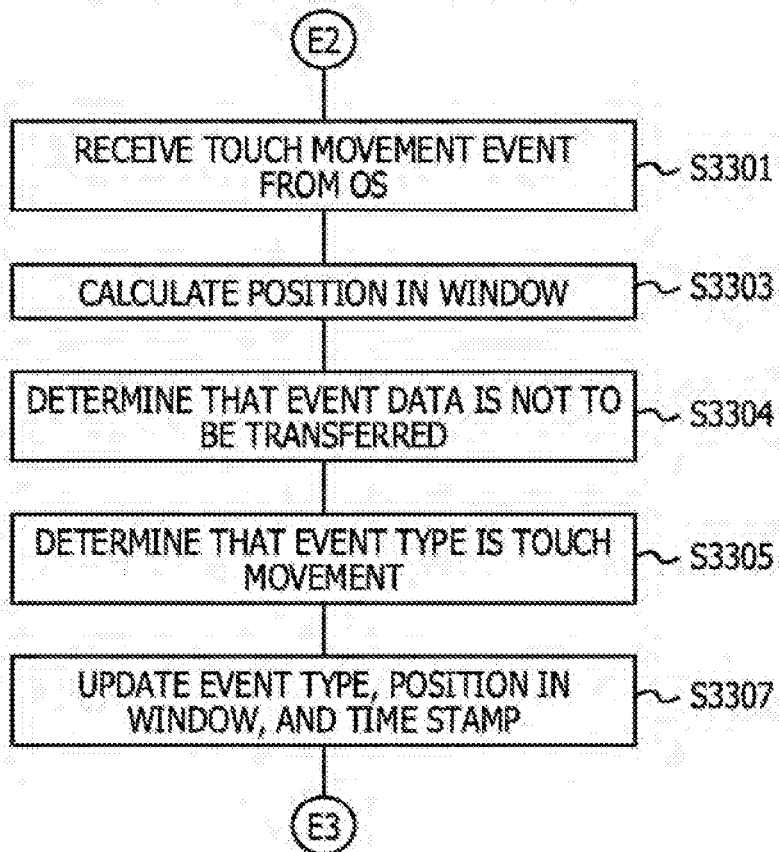 E2
RECEIVE TOUCH MOVEMENT EVENT
FROM OS
S3301
CALCULATE POSITION IN WINDOW
S3303
DETERMINE THAT EVENT DATA IS NOT TO
BE TRANSFERRED
S3304
DETERMINE THAT EVENT TYPE IS TOUCH
MOVEMENT
S3305
UPDATE EVENT TYPE, POSITION IN
WINDOW, AND TIME STAMP
S3307
E3